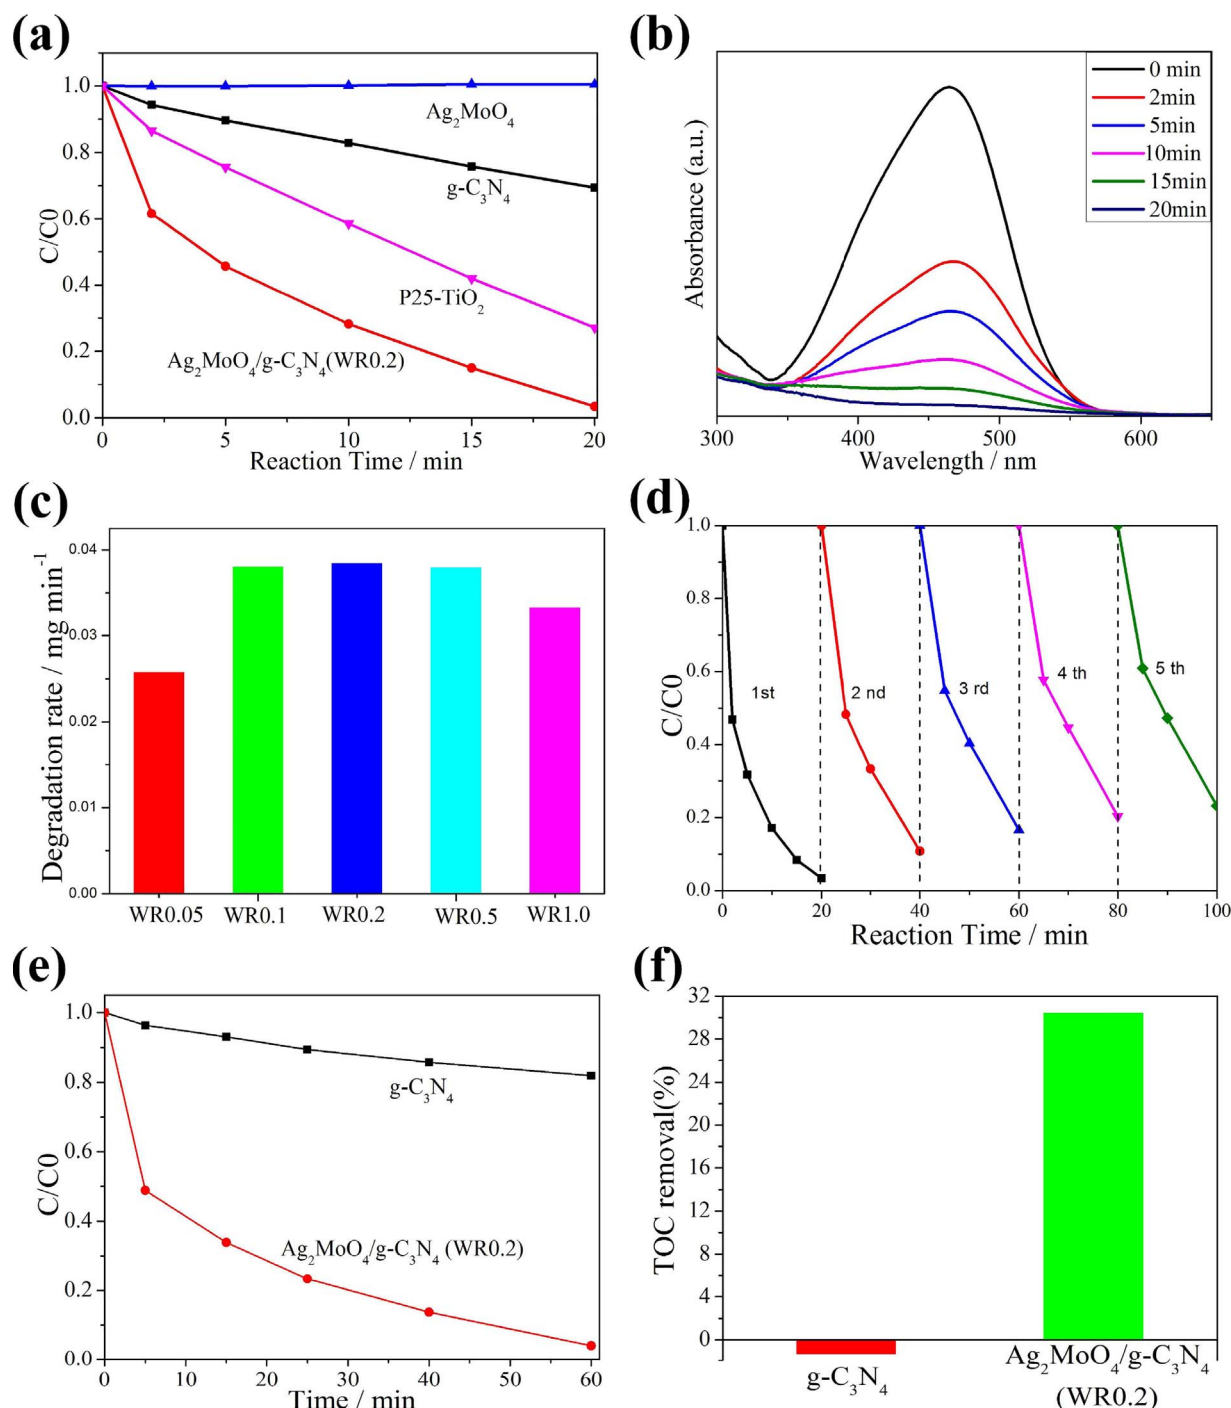 (a)
C/C0
1.0
0.8
0.6
0.4
0.2
0.0
Ag₂MoO₄
g-C₃N₄
P25-TiO₂
Ag₂MoO₄/g-C₃N₄(WR0.2)
0 5 10 15 20
Reaction Time / min
(b)
Absorbance (a.u.)
0 min
2min
5min
10min
15min
20min
300 400 500 600
Wavelength / nm
(c)
Degradation rate / mg min⁻¹
0.04
0.03
0.02
0.01
0.00
WR0.05 WR0.1 WR0.2 WR0.5 WR1.0
(d)
C/C0
1.0
0.8
0.6
0.4
0.2
0.0
1st 2 nd 3 rd 4 th 5 th
0 20 40 60 80 100
Reaction Time / min
(e)
C/C0
1.0
0.8
0.6
0.4
0.2
0.0
g-C₃N₄
Ag₂MoO₄/g-C₃N₄ (WR0.2)
0 10 20 30 40 50 60
Time / min
(f)
TOC removal(%)
32
28
24
20
16
12
8
4
0
g-C₃N₄
Ag₂MoO₄/g-C₃N₄
(WR0.2)